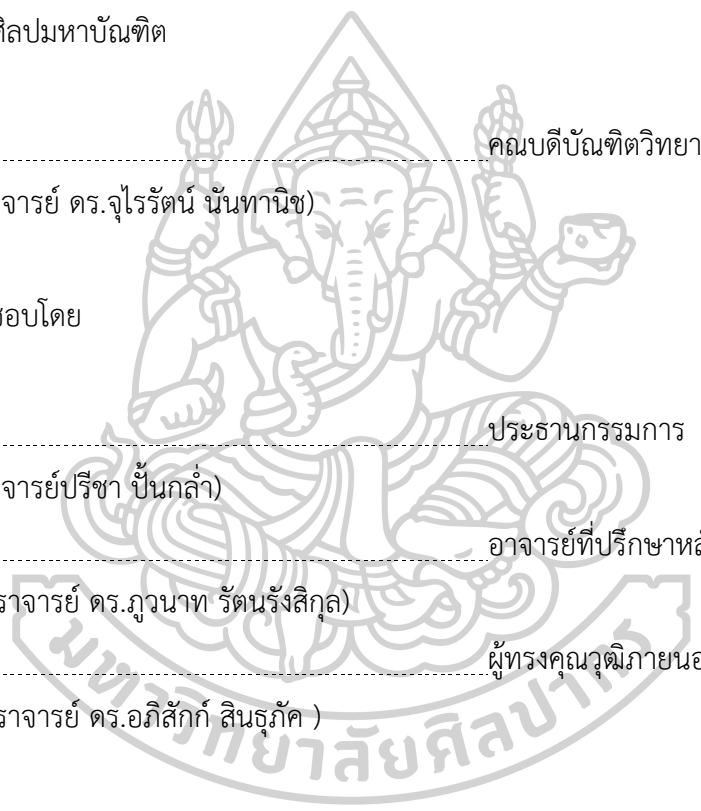 ศิลปมหาบัณฑิต
คณบดีบัณฑิตวิทยา
จารย์ ดร.จุไรรัตน์ นันทานิช)
สอบโดย
ประธานกรรมการ
จารย์ปรีชา ปั้นกล่ำ)
อาจารย์ที่ปรึกษาหลั
ราจารย์ ดร.ภูวนาท รัตนรังสิกุล)
ผู้ทรงคุณวุฒิภายนอ
ราจารย์ ดร.อภิสักก์ สินธุภัค )
มหาวิทยาลัยศิลปากร